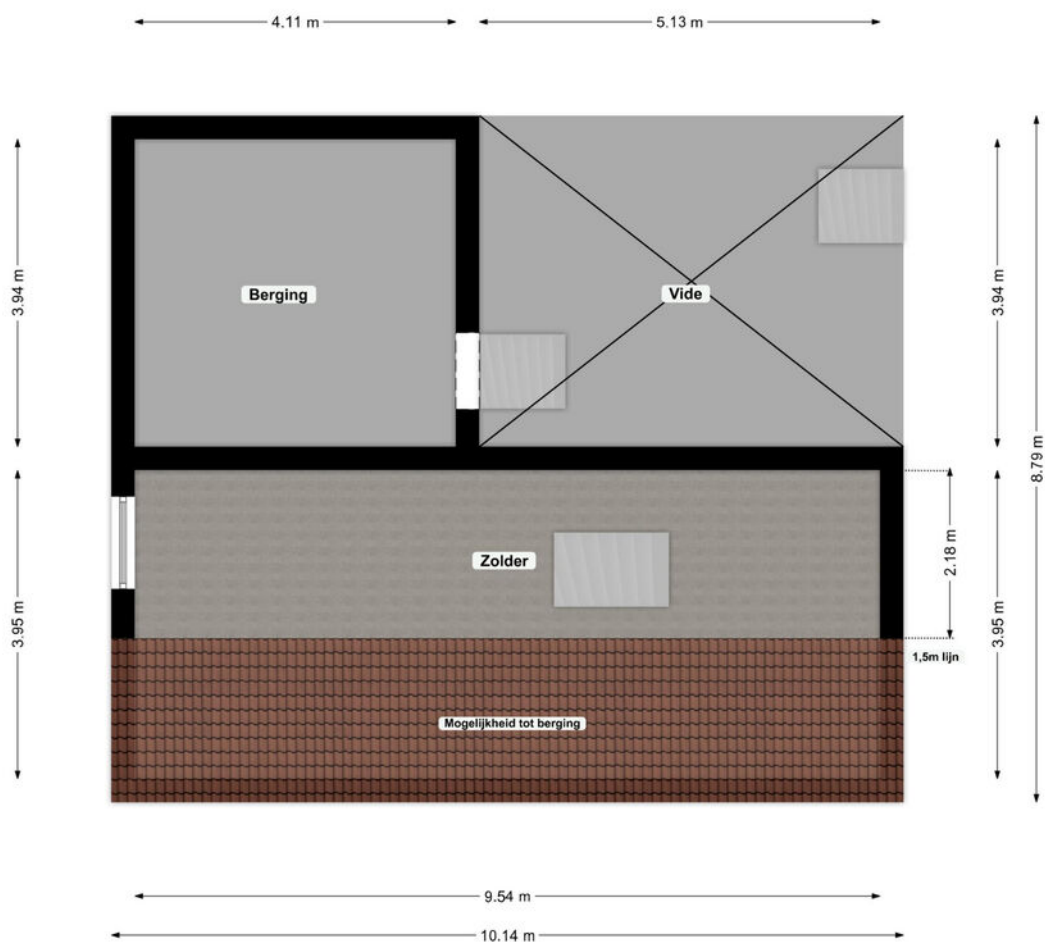 4.11 m
5.13 m
3.94 m
Berging
Vide
3.94 m
8.79 m
3.95 m
Zolder
2.18 m
3.95 m
1,5m lijn
Mogelijkheid tot berging
9.54 m
10.14 m